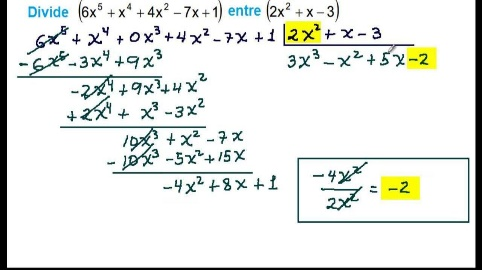 Divide (6x⁵ + x⁴ + 4x² − 7x + 1) entre (2x² + x − 3)
6x⁵ + x⁴ + 0x³ + 4x² − 7x + 1 | 2x² + x − 3
− 6x⁵ − 3x⁴ + 9x³ 3x³ − x² + 5x − 2
− 2x⁴ + 9x³ + 4x²
+ 2x⁴ + x³ − 3x²
10x³ + x² − 7x
− 10x³ − 5x² + 15x
− 4x² + 8x + 1
−4x² / 2x² = −2